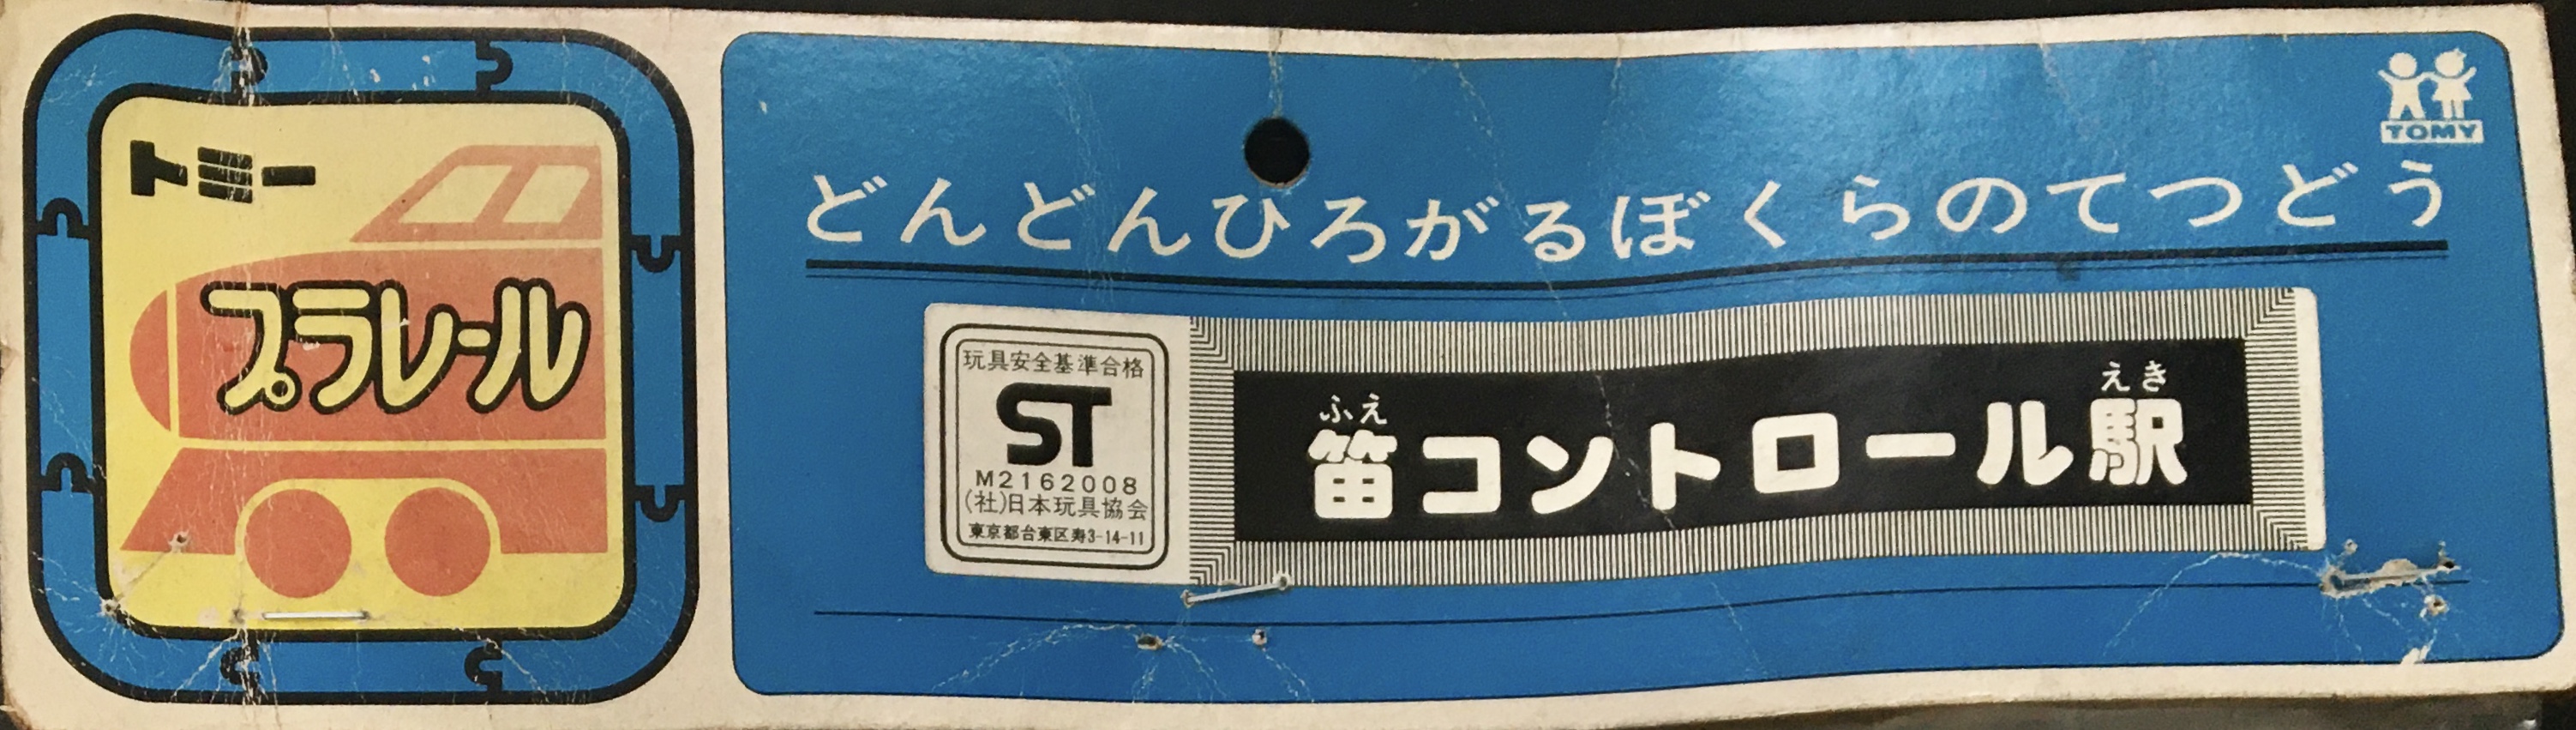 トミー
プラレール
TOMY
どんどんひろがるぼくらのてつどう
玩具安全基準合格
ST
M2162008
(社)日本玩具協会
東京都台東区寿3-14-11
ふえ えき
笛コントロール駅